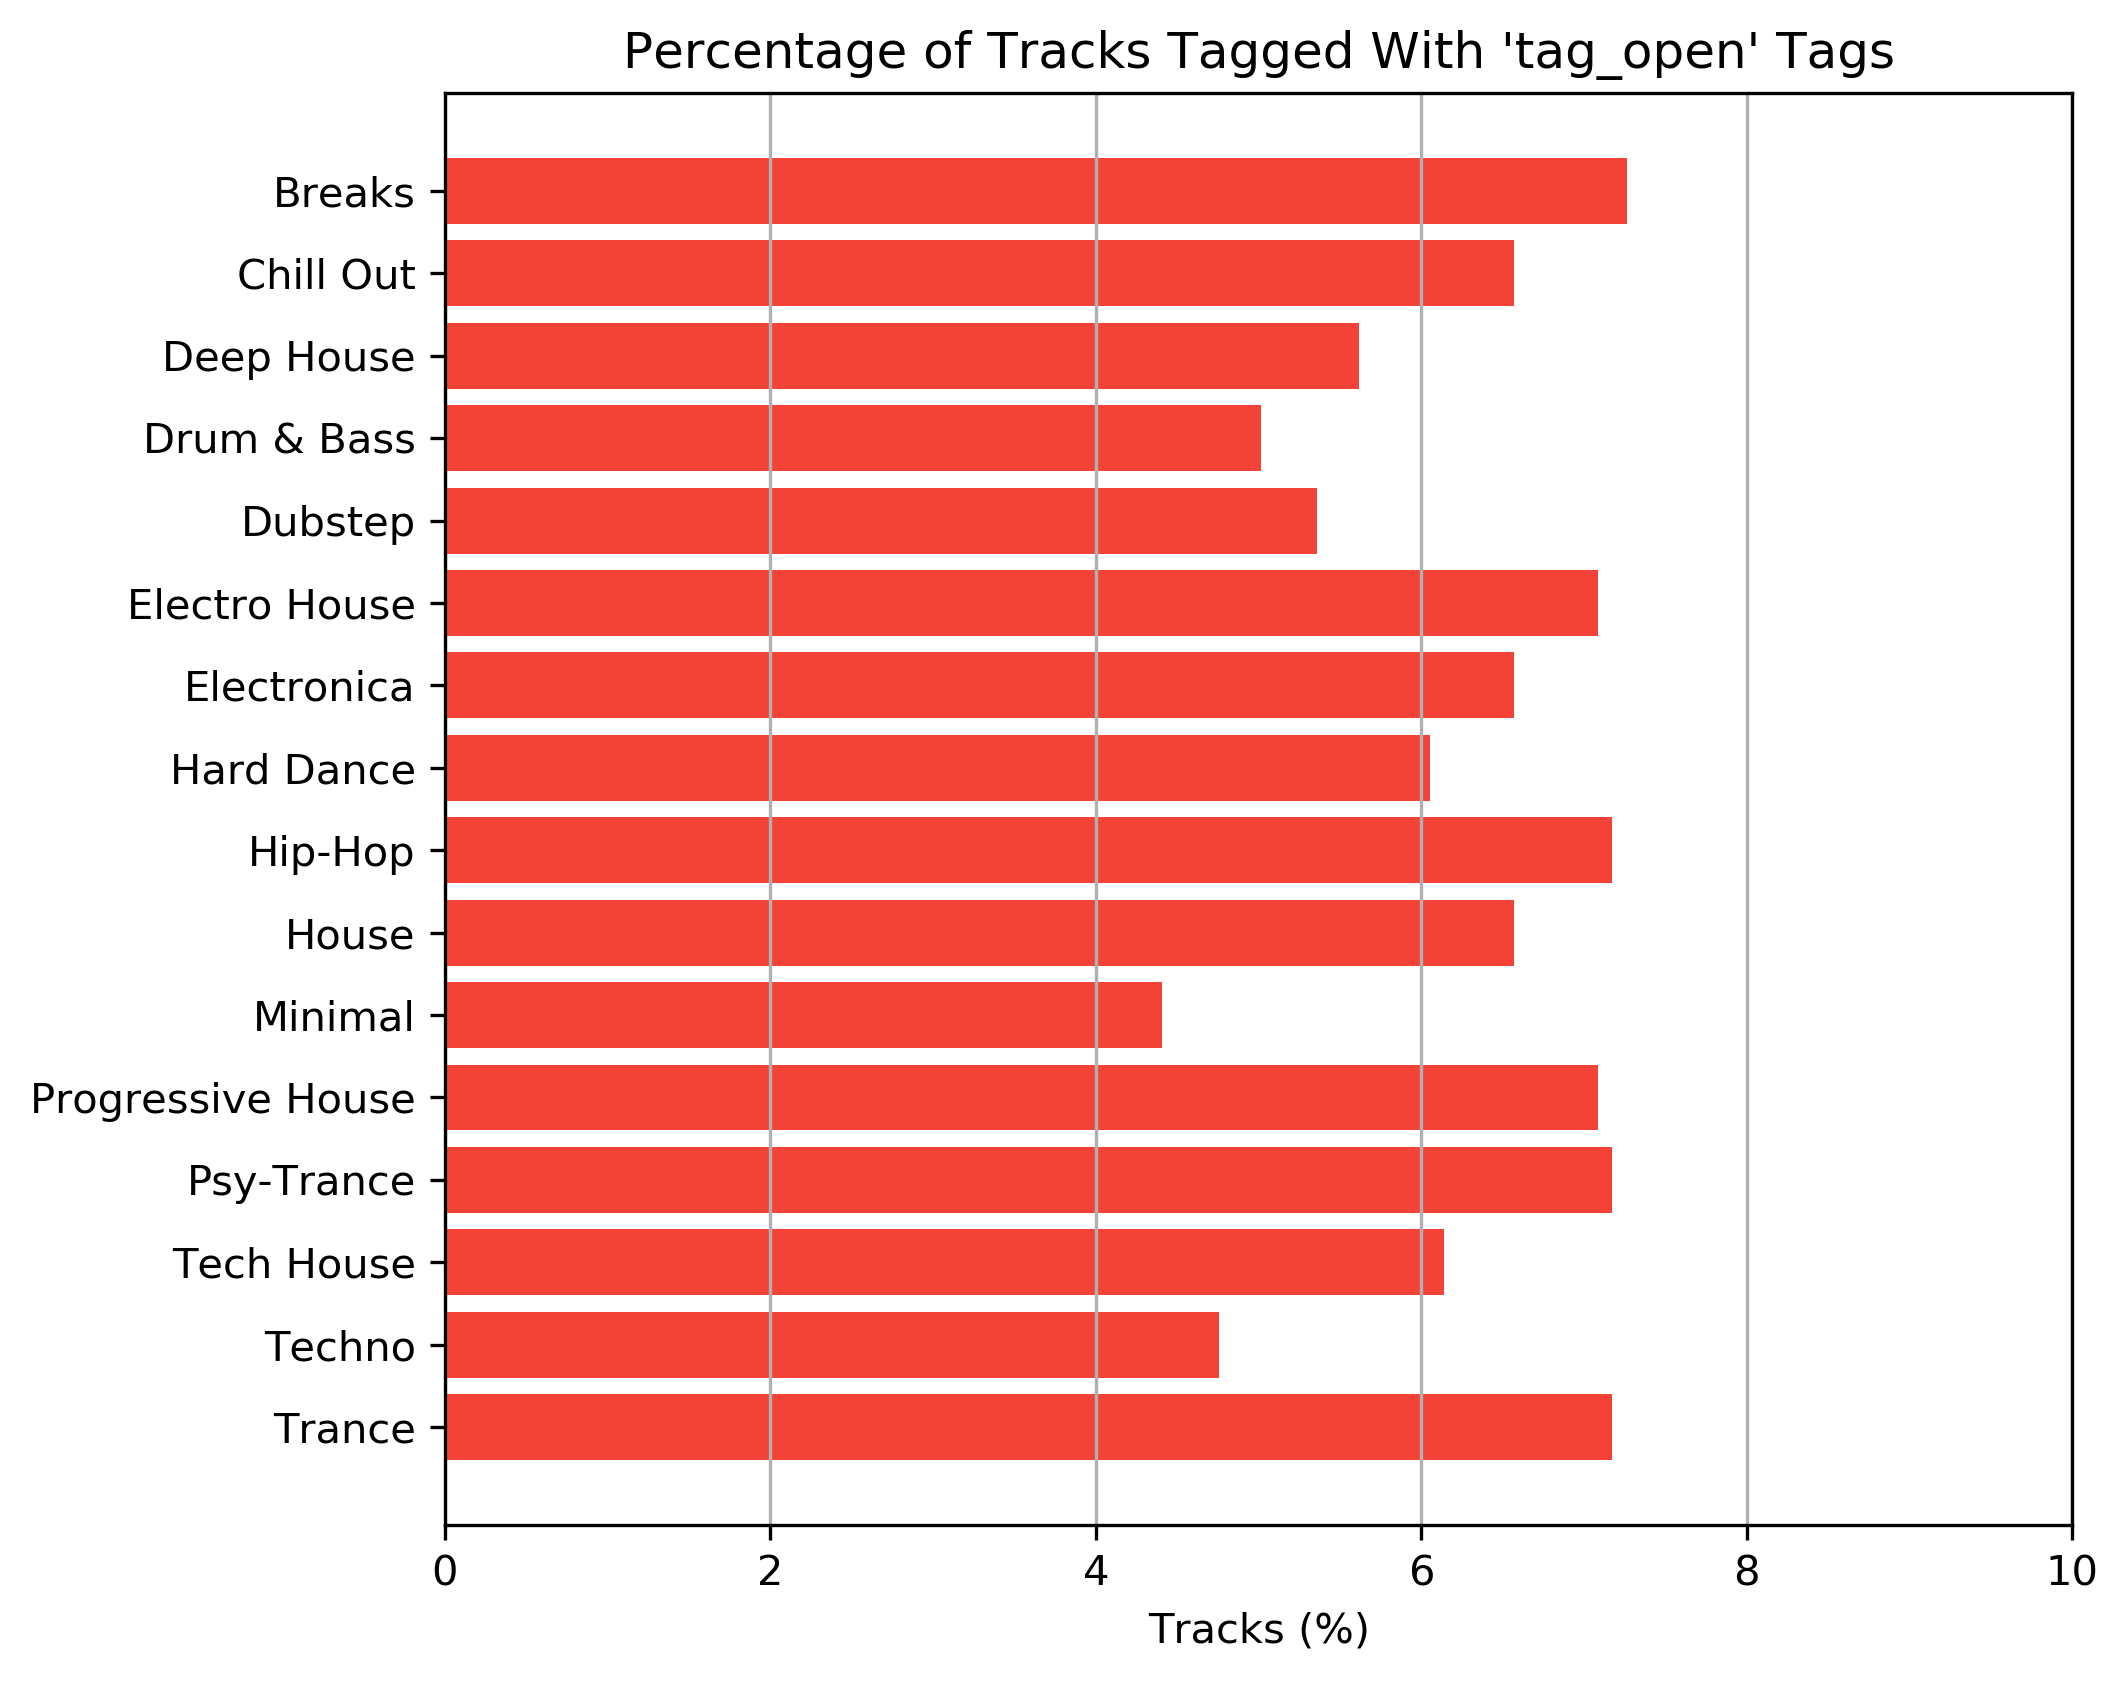 Percentage of Tracks Tagged With 'tag_open' Tags
Breaks
Chill Out
Deep House
Drum & Bass
Dubstep
Electro House
Electronica
Hard Dance
Hip-Hop
House
Minimal
Progressive House
Psy-Trance
Tech House
Techno
Trance
0 2 4 6 8 10
Tracks (%)